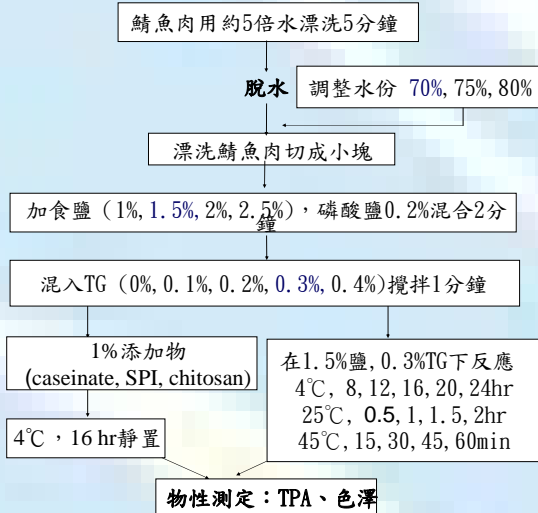 鯖魚肉用約5倍水漂洗5分鐘
脫水
調整水份 70%, 75%, 80%
漂洗鯖魚肉切成小塊
加食鹽（1%, 1.5%, 2%, 2.5%），磷酸鹽0.2%混合2分
鐘
混入TG（0%, 0.1%, 0.2%, 0.3%, 0.4%)攪拌1分鐘
1%添加物
(caseinate, SPI, chitosan)
4℃，16 hr靜置
在1.5%鹽, 0.3%TG下反應
4℃, 8, 12, 16, 20, 24hr
25℃, 0.5, 1, 1.5, 2hr
45℃, 15, 30, 45, 60min
物性測定：TPA、色澤